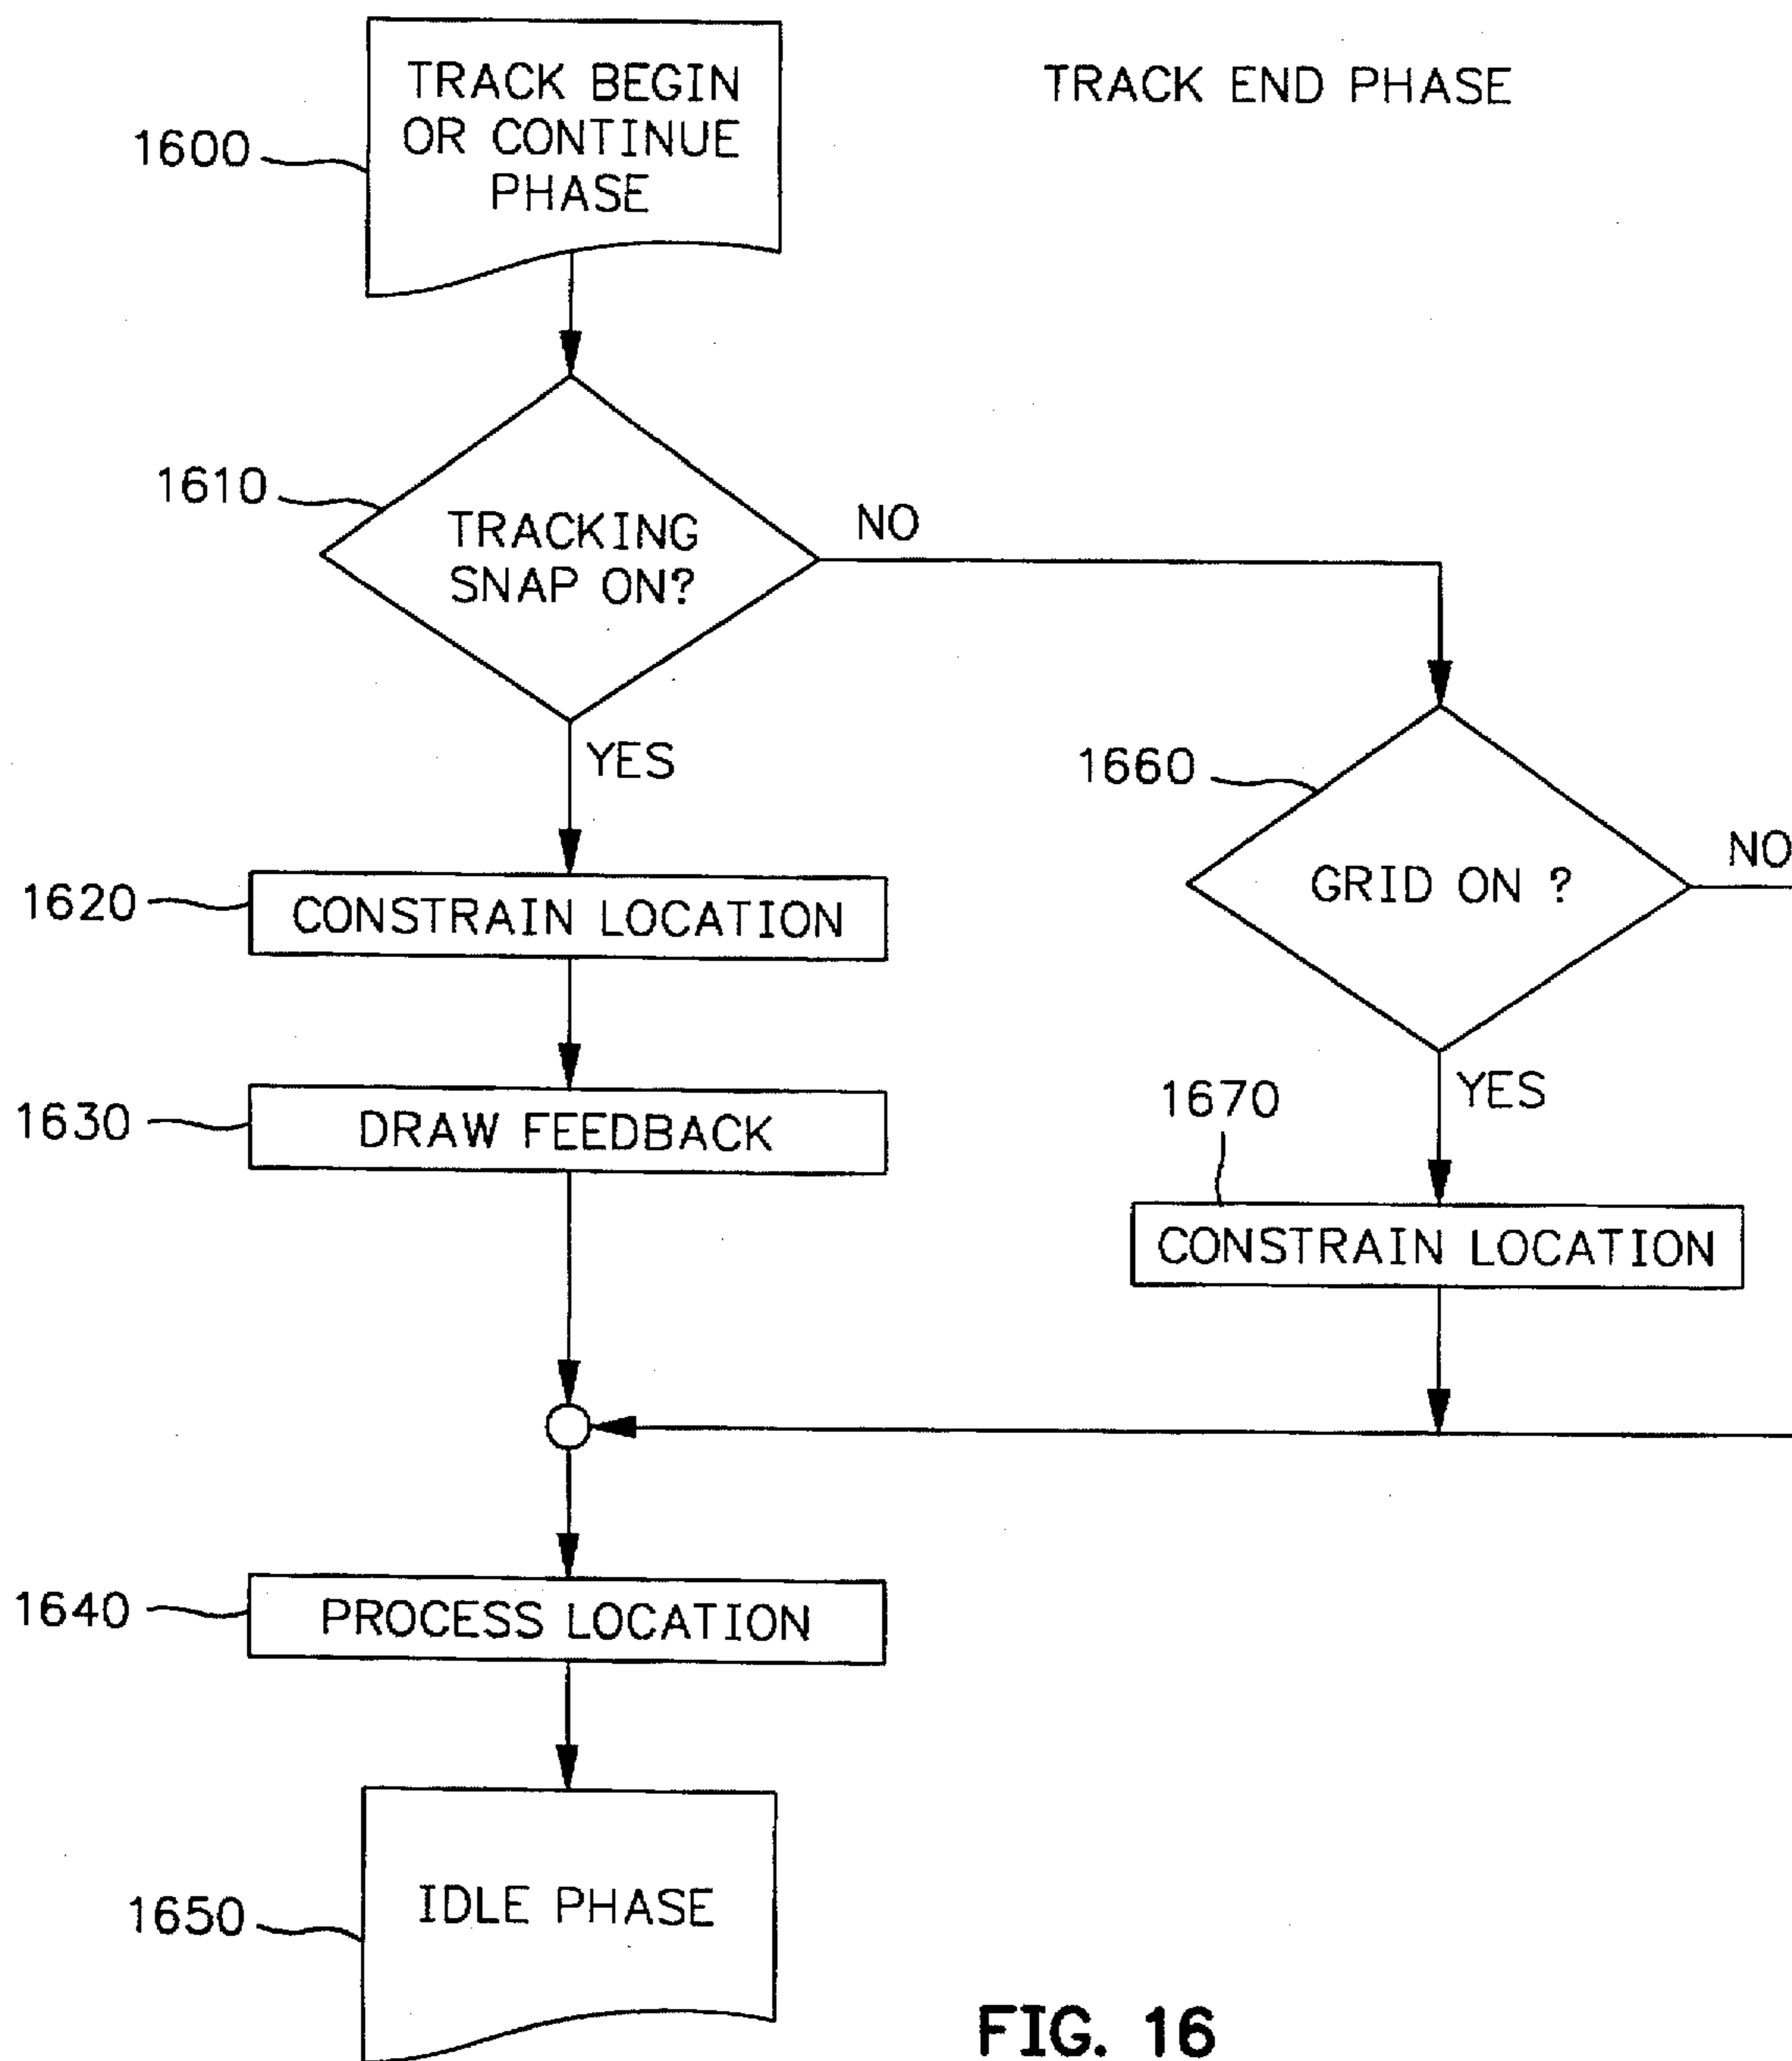 TRACK BEGIN
OR CONTINUE
PHASE
TRACK END PHASE
1600
1610
TRACKING
SNAP ON?
NO
YES
1660
GRID ON ?
NO
1620
CONSTRAIN LOCATION
1630
DRAW FEEDBACK
YES
1670
CONSTRAIN LOCATION
1640
PROCESS LOCATION
1650
IDLE PHASE
FIG. 16